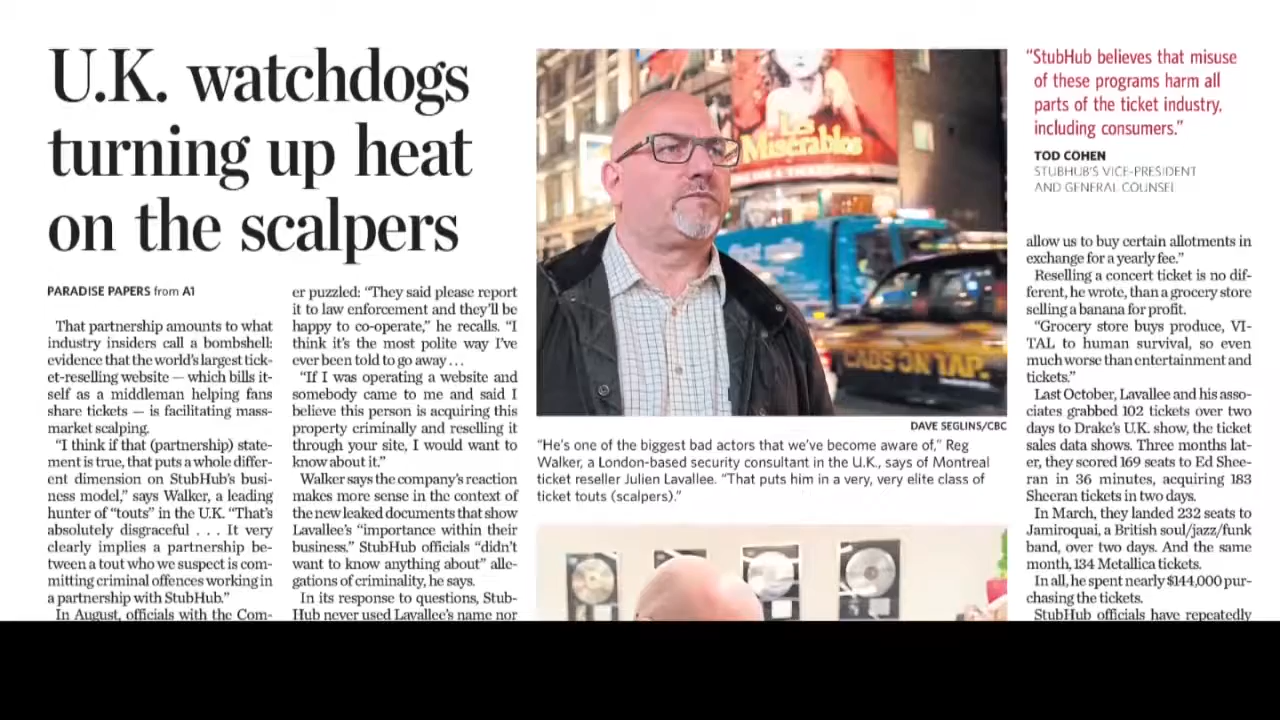 U.K. watchdogs
turning up heat
on the scalpers
PARADISE PAPERS from A1
That partnership amounts to what
industry insiders call a bombshell:
evidence that the world's largest tick-
et-reselling website — which bills it-
self as a middleman helping fans
share tickets — is facilitating mass-
market scalping.
"I think if that (partnership) state-
ment is true, that puts a whole differ-
ent dimension on StubHub's busi-
ness model," says Walker, a leading
hunter of "touts" in the U.K. "That's
absolutely disgraceful . . . It very
clearly implies a partnership be-
tween a tout who we suspect is com-
mitting criminal offences working in
a partnership with StubHub."
In August, officials with the Com-
er puzzled: "They said please report
it to law enforcement and they'll be
happy to co-operate," he recalls. "I
think it's the most polite way I've
ever been told to go away . . .
"If I was operating a website and
somebody came to me and said I
believe this person is acquiring this
property criminally and reselling it
through your site, I would want to
know about it."
Walker says the company's reaction
makes more sense in the context of
the new leaked documents that show
Lavallee's "importance within their
business." StubHub officials "didn't
want to know anything about" alle-
gations of criminality, he says.
In its response to questions, Stub-
Hub never used Lavallee's name nor
Les
Misérables
CABS ON TAP.
DAVE SEGLINS/CBC
"He's one of the biggest bad actors that we've become aware of," Reg
Walker, a London-based security consultant in the U.K., says of Montreal
ticket reseller Julien Lavallee. "That puts him in a very, very elite class of
ticket touts (scalpers)."
"StubHub believes that misuse
of these programs harm all
parts of the ticket industry,
including consumers."
TOD COHEN
STUBHUB'S VICE-PRESIDENT
AND GENERAL COUNSEL
allow us to buy certain allotments in
exchange for a yearly fee."
Reselling a concert ticket is no dif-
ferent, he wrote, than a grocery store
selling a banana for profit.
"Grocery store buys produce, VI-
TAL to human survival, so even
much worse than entertainment and
tickets."
Last October, Lavallee and his asso-
ciates grabbed 102 tickets over two
days to Drake's U.K. show, the ticket
sales data shows. Three months lat-
er, they scored 169 seats to Ed Shee-
ran in 36 minutes, acquiring 183
Sheeran tickets in two days.
In March, they landed 232 seats to
Jamiroquai, a British soul/jazz/funk
band, over two days. And the same
month, 134 Metallica tickets.
In all, he spent nearly $144,000 pur-
chasing the tickets.
StubHub officials have repeatedly